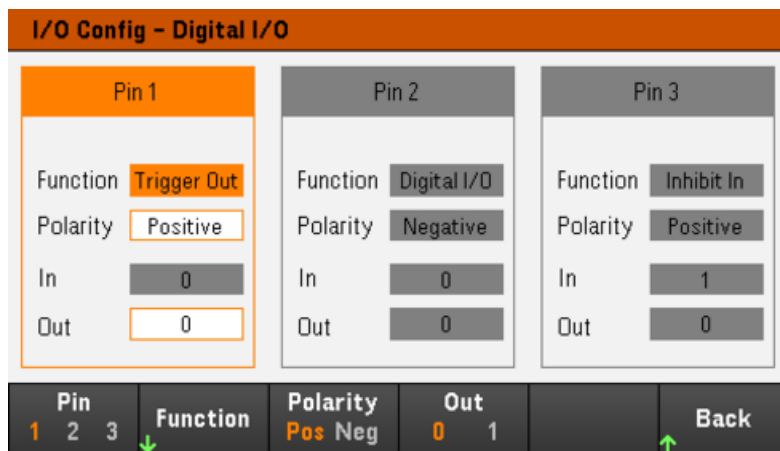 I/O Config – Digital I/O
Pin 1 Pin 2 Pin 3
Function Trigger Out Function Digital I/O Function Inhibit In
Polarity Positive Polarity Negative Polarity Positive
In 0 In 0 In 1
Out 0 Out 0 Out 0
Pin Polarity Out
Function Back
1 2 3 Pos Neg 0 1